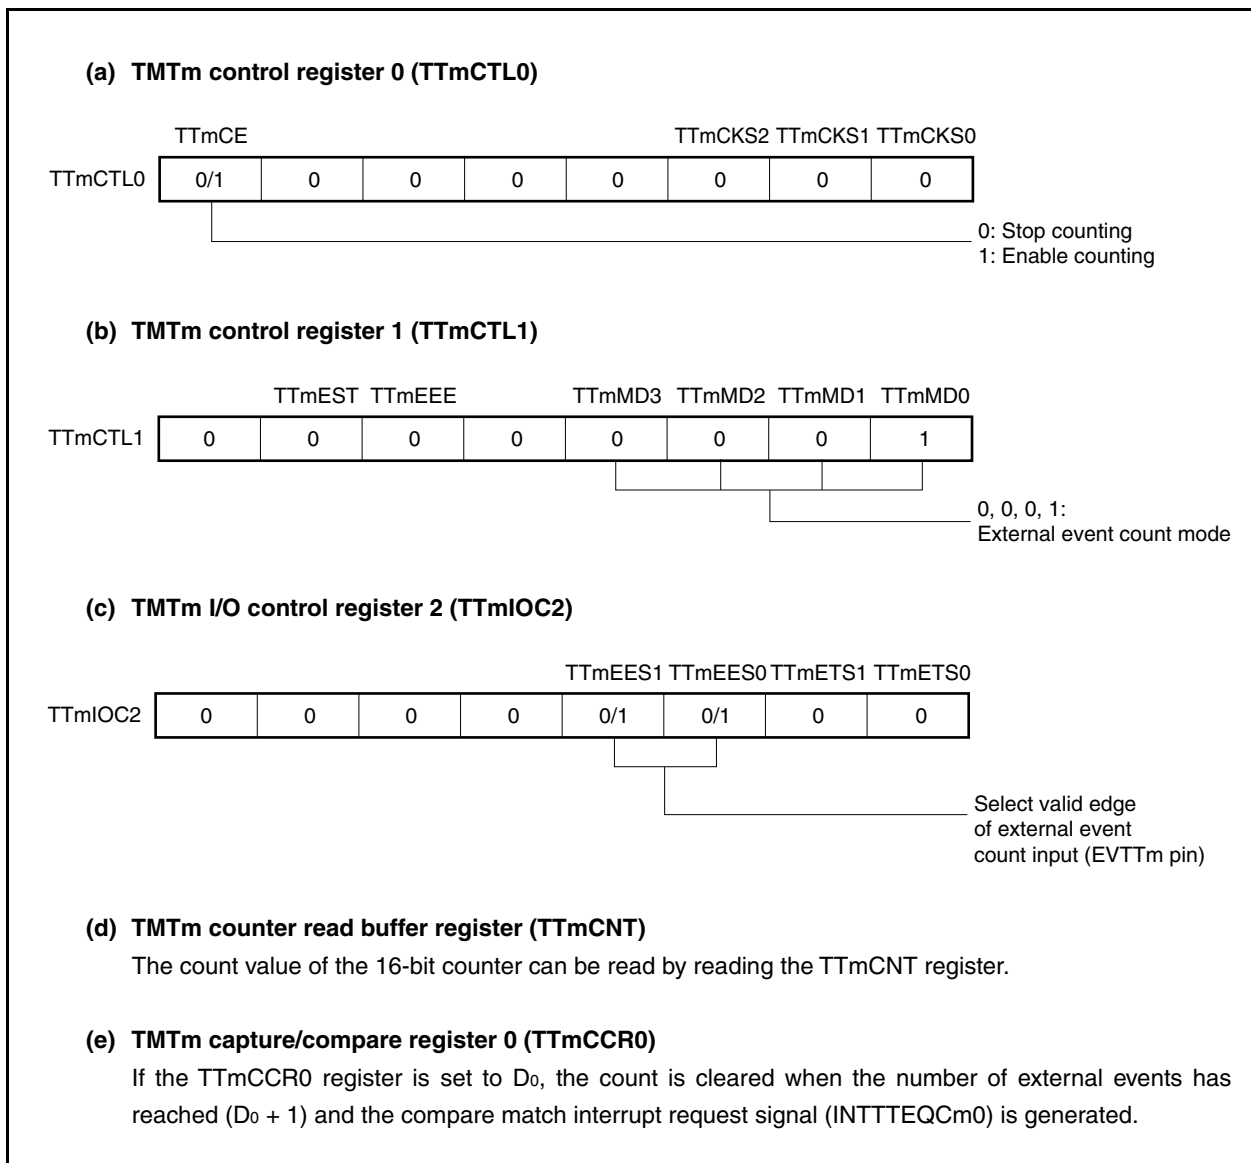 (a) TMTm control register 0 (TTmCTL0)
TTmCE TTmCKS2 TTmCKS1 TTmCKS0
TTmCTL0 0/1 0 0 0 0 0 0 0
0: Stop counting
1: Enable counting
(b) TMTm control register 1 (TTmCTL1)
TTmEST TTmEEE TTmMD3 TTmMD2 TTmMD1 TTmMD0
TTmCTL1 0 0 0 0 0 0 0 1
0, 0, 0, 1:
External event count mode
(c) TMTm I/O control register 2 (TTmIOC2)
TTmEES1 TTmEES0 TTmETS1 TTmETS0
TTmIOC2 0 0 0 0 0/1 0/1 0 0
Select valid edge
of external event
count input (EVTTm pin)
(d) TMTm counter read buffer register (TTmCNT)
The count value of the 16-bit counter can be read by reading the TTmCNT register.
(e) TMTm capture/compare register 0 (TTmCCR0)
If the TTmCCR0 register is set to D0, the count is cleared when the number of external events has
reached (D0 + 1) and the compare match interrupt request signal (INTTTEQCm0) is generated.